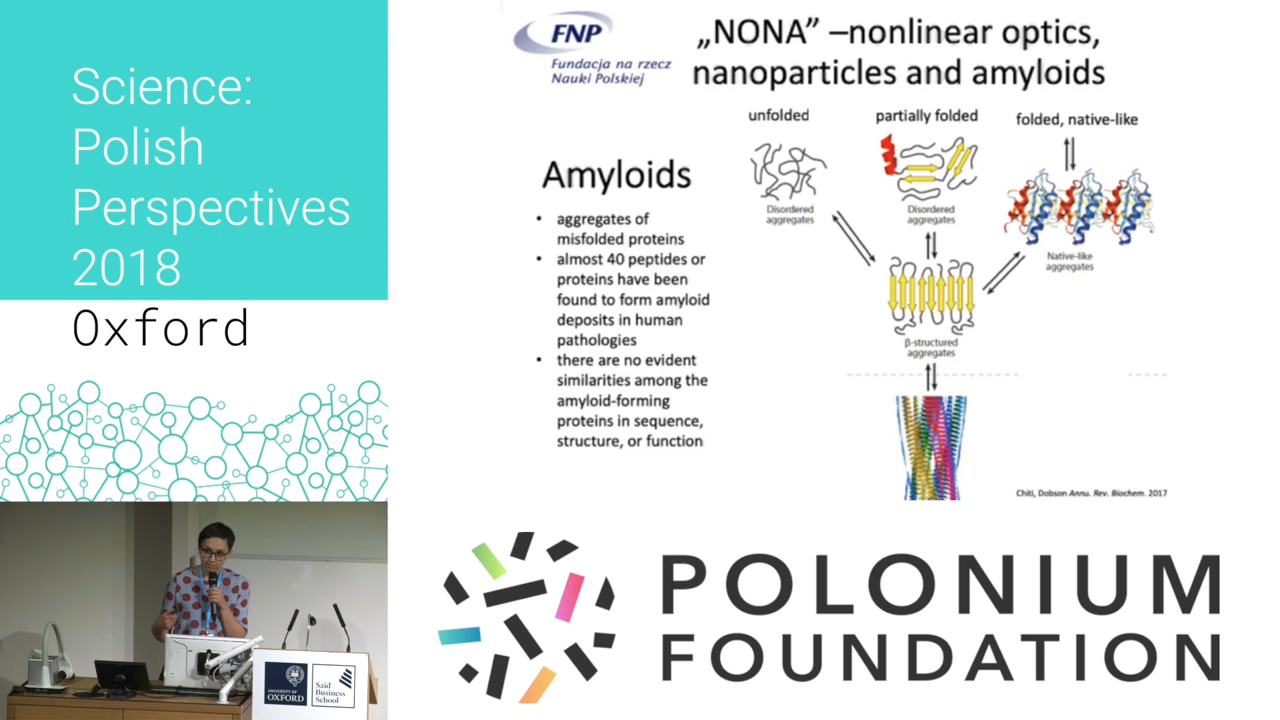 Science:
Polish
Perspectives
2018
Oxford
FNP
Fundacja na rzecz
Nauki Polskiej
„NONA” –nonlinear optics,
nanoparticles and amyloids
Amyloids
• aggregates of
misfolded proteins
• almost 40 peptides or
proteins have been
found to form amyloid
deposits in human
pathologies
• there are no evident
similarities among the
amyloid-forming
proteins in sequence,
structure, or function
unfolded
partially folded
folded, native-like
Disordered
aggregates
Disordered
aggregates
Native-like
aggregates
β-structured
aggregates
Chiti, Dobson Annu. Rev. Biochem. 2017
UNIVERSITY OF
OXFORD
Saïd
Business
School
POLONIUM
FOUNDATION